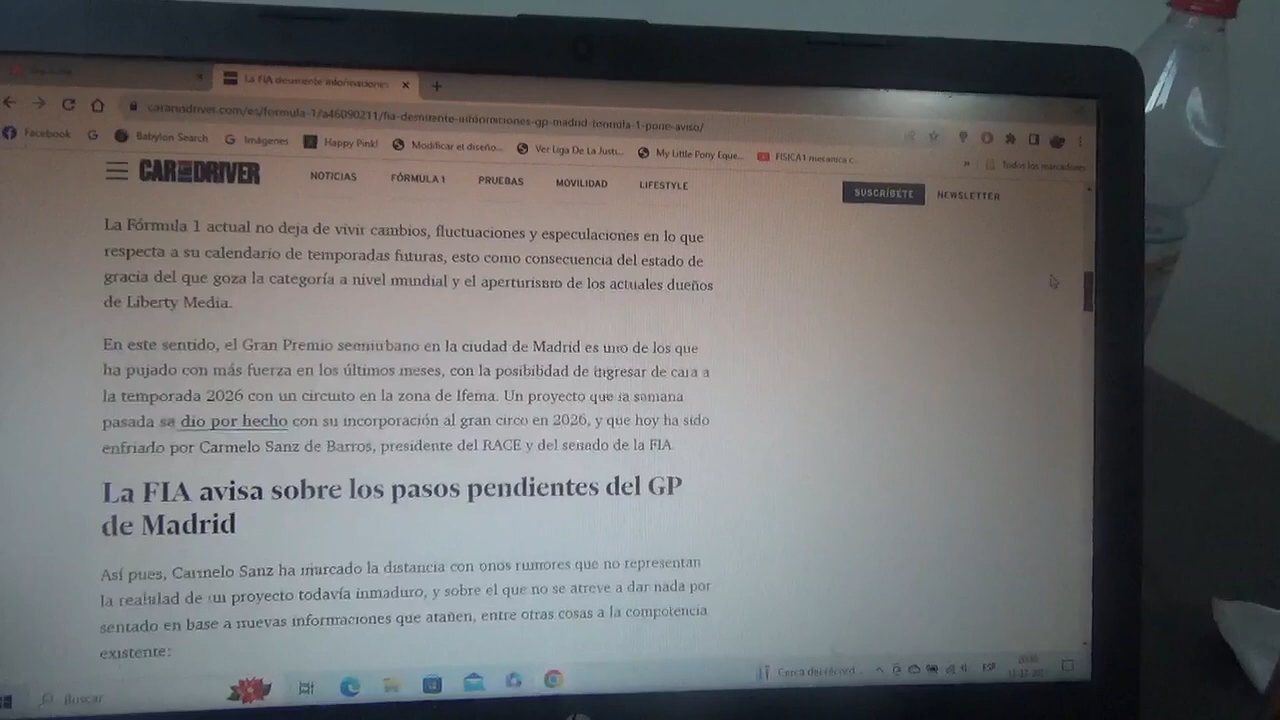 La FIA desmiente informaciones
caranddriver.com/es/formula-1/a46090211/fia-desmiente-informaciones-gp-madrid-formula-1-pone-aviso/
Facebook Babylon Search Imágenes Happy Pink! Modificar el diseño... Ver Liga De La Justi... My Little Pony Eque... FISICA1 mecanica c... » Todos los marcadores
CAR AND DRIVER NOTICIAS FÓRMULA 1 PRUEBAS MOVILIDAD LIFESTYLE SUSCRÍBETE NEWSLETTER
La Fórmula 1 actual no deja de vivir cambios, fluctuaciones y especulaciones en lo que
respecta a su calendario de temporadas futuras, esto como consecuencia del estado de
gracia del que goza la categoría a nivel mundial y el aperturismo de los actuales dueños
de Liberty Media.
En este sentido, el Gran Premio semiurbano en la ciudad de Madrid es uno de los que
ha pujado con más fuerza en los últimos meses, con la posibilidad de ingresar de cara a
la temporada 2026 con un circuito en la zona de Ifema. Un proyecto que la semana
pasada se dio por hecho con su incorporación al gran circo en 2026, y que hoy ha sido
enfriado por Carmelo Sanz de Barros, presidente del RACE y del senado de la FIA.
La FIA avisa sobre los pasos pendientes del GP
de Madrid
Así pues, Carmelo Sanz ha marcado la distancia con unos rumores que no representan
la realidad de un proyecto todavía inmaduro, y sobre el que no se atreve a dar nada por
sentado en base a nuevas informaciones que atañen, entre otras cosas a la competencia
existente:
Buscar Cerca del récord... ESP